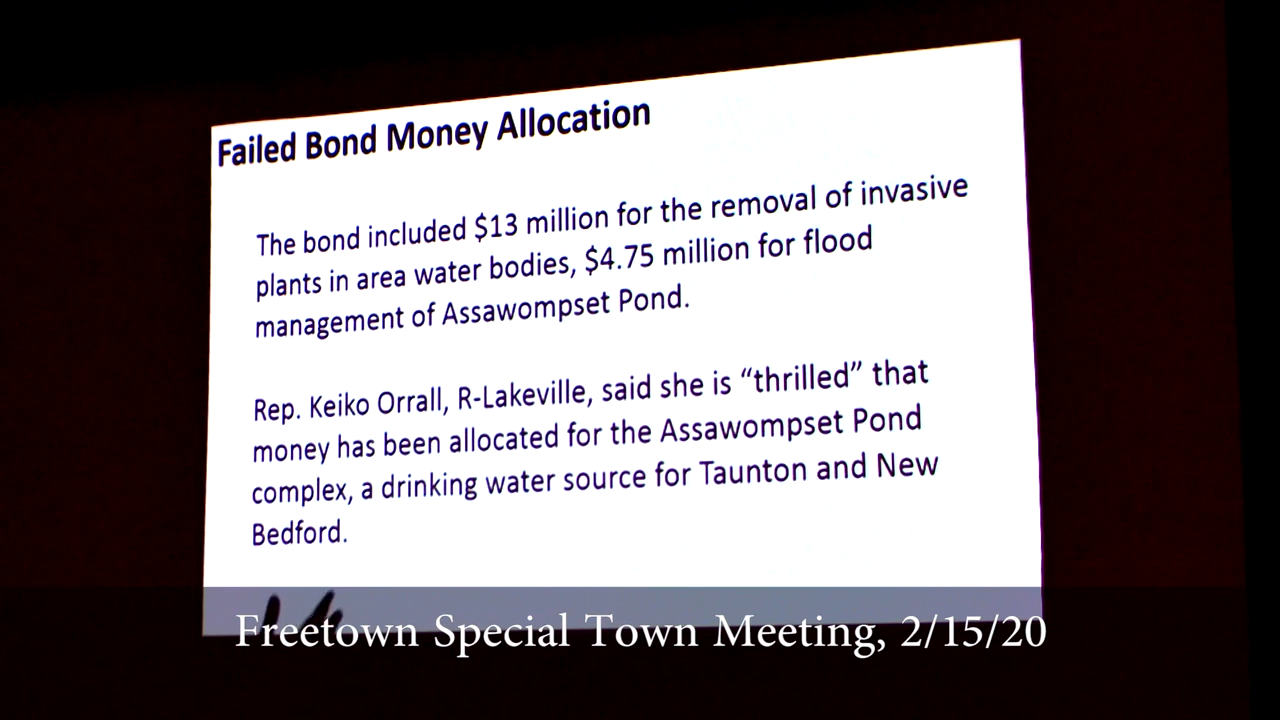 Failed Bond Money Allocation
The bond included $13 million for the removal of invasive
plants in area water bodies, $4.75 million for flood
management of Assawompset Pond.
Rep. Keiko Orrall, R-Lakeville, said she is “thrilled” that
money has been allocated for the Assawompset Pond
complex, a drinking water source for Taunton and New
Bedford.
Freetown Special Town Meeting, 2/15/20